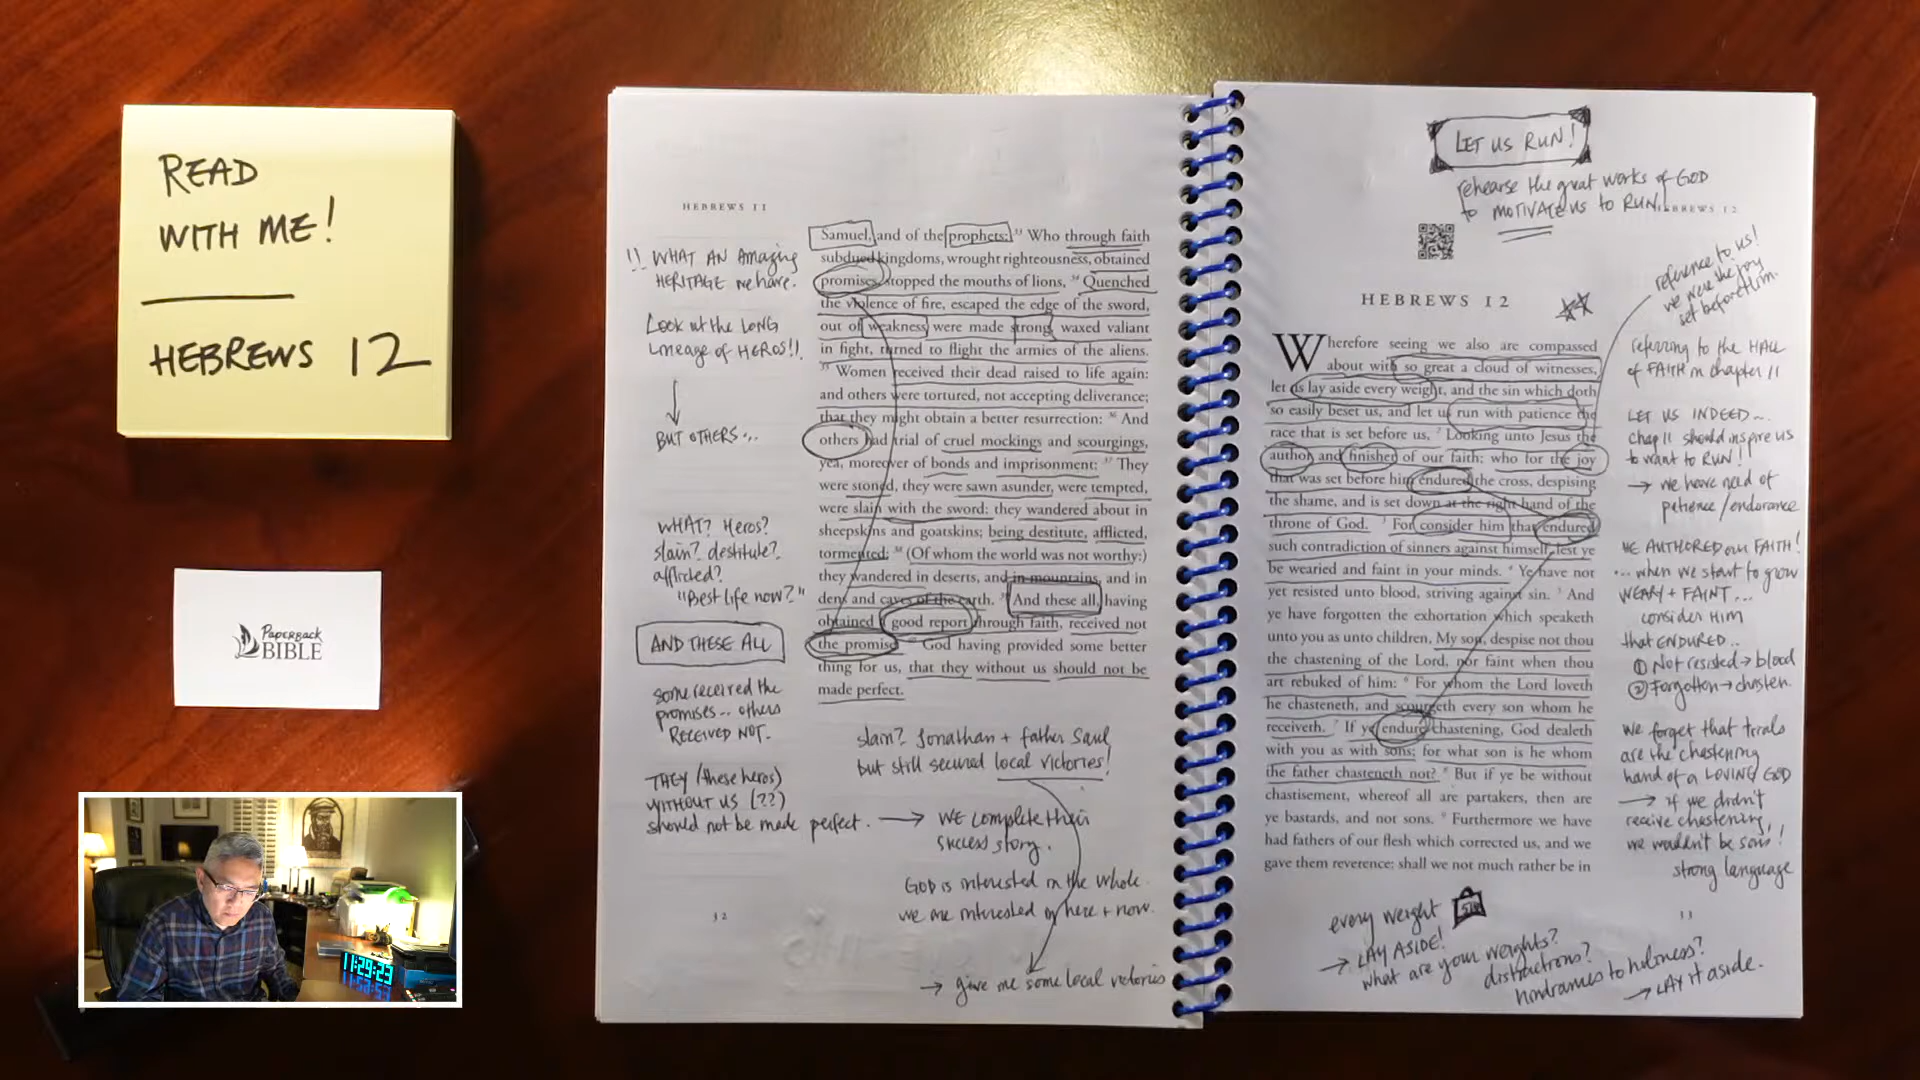 READ
WITH ME!
HEBREWS 12
Paperback
BIBLE
11:29:23
HEBREWS 11
!! WHAT AN AMAZING
HERITAGE we have.
Look at the LONG
Lineage of HEROS!!
BUT OTHERS...
WHAT? Heros?
slain? destitute?
afflicted?
"Best life now?"
AND THESE ALL
some received the
promises... others
RECEIVED NOT.
THEY (these heros)
WITHOUT US (??)
should not be made perfect. → WE complete their
success story.
Samuel, and of the prophets: 33 Who through faith
subdued kingdoms, wrought righteousness, obtained
promises, stopped the mouths of lions, 34 Quenched
the violence of fire, escaped the edge of the sword,
out of weakness were made strong, waxed valiant
in fight, turned to flight the armies of the aliens.
35 Women received their dead raised to life again:
and others were tortured, not accepting deliverance;
that they might obtain a better resurrection: 36 And
others had trial of cruel mockings and scourgings,
yea, moreover of bonds and imprisonment: 37 They
were stoned, they were sawn asunder, were tempted,
were slain with the sword: they wandered about in
sheepskins and goatskins; being destitute, afflicted,
tormented; 38 (Of whom the world was not worthy:)
they wandered in deserts, and in mountains, and in
dens and caves of the earth. 39 And these all, having
obtained good report through faith, received not
the promise: 40 God having provided some better
thing for us, that they without us should not be
made perfect.
slain? Jonathan + father Saul
but still secured local victories!
GOD is interested in the whole.
we are interested in here + now.
→ give me some local victories
32
LET US RUN!
rehearse the great works of GOD
to MOTIVATE us to RUN.
HEBREWS 12
HEBREWS 12
Wherefore seeing we also are compassed
about with so great a cloud of witnesses,
let us lay aside every weight, and the sin which doth
so easily beset us, and let us run with patience the
race that is set before us, 2 Looking unto Jesus the
author and finisher of our faith; who for the joy
that was set before him endured the cross, despising
the shame, and is set down at the right hand of the
throne of God. 3 For consider him that endured
such contradiction of sinners against himself, lest ye
be wearied and faint in your minds. 4 Ye have not
yet resisted unto blood, striving against sin. 5 And
ye have forgotten the exhortation which speaketh
unto you as unto children, My son, despise not thou
the chastening of the Lord, nor faint when thou
art rebuked of him: 6 For whom the Lord loveth
he chasteneth, and scourgeth every son whom he
receiveth. 7 If ye endure chastening, God dealeth
with you as with sons; for what son is he whom
the father chasteneth not? 8 But if ye be without
chastisement, whereof all are partakers, then are
ye bastards, and not sons. 9 Furthermore we have
had fathers of our flesh which corrected us, and we
gave them reverence: shall we not much rather be in
reference to us!
we were the joy
set before Him.
referring to the HALL
of FAITH in chapter 11
LET US INDEED...
chap 11 should inspire us
to want to RUN!
→ we have need of
patience/endurance
WE AUTHORED our FAITH!
... when we start to grow
WEARY + FAINT...
consider HIM
that ENDURED...
① Not resisted → blood
② Forgotten → chasten.
we forget that trials
are the chastening
hand of a LOVING GOD
→ if we didn't
receive chastening,
we wouldn't be sons!
strong language
every weight
→ LAY ASIDE!
what are your weights?
distractions?
hindrances to holiness?
→ LAY IT aside.